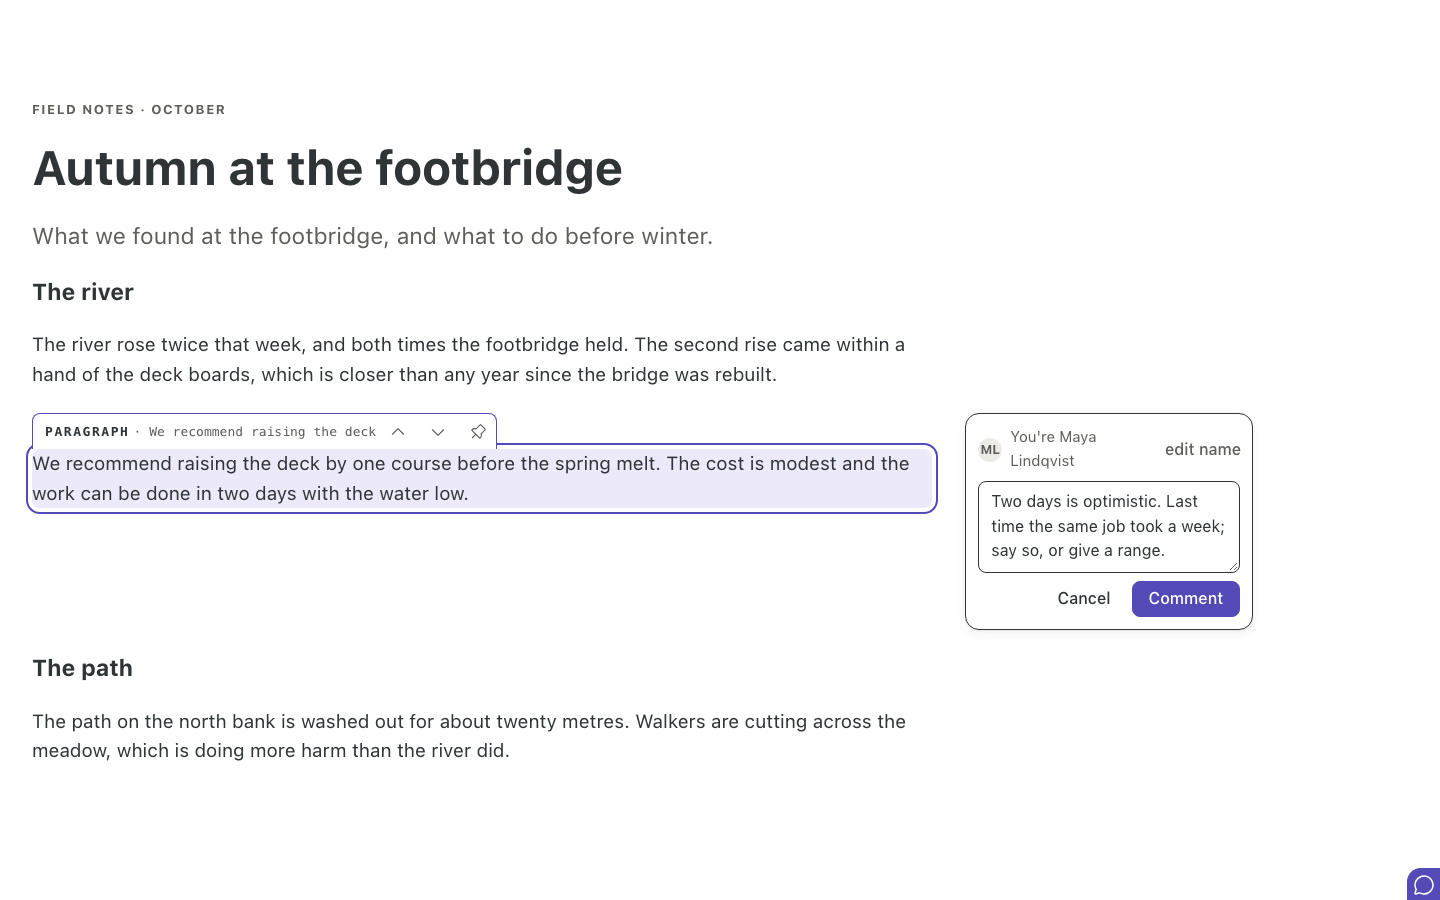 FIELD NOTES · OCTOBER
Autumn at the footbridge
What we found at the footbridge, and what to do before winter.
The river
The river rose twice that week, and both times the footbridge held. The second rise came within a
hand of the deck boards, which is closer than any year since the bridge was rebuilt.
PARAGRAPH · We recommend raising the deck
We recommend raising the deck by one course before the spring melt. The cost is modest and the
work can be done in two days with the water low.
ML
You're Maya
Lindqvist
edit name
Two days is optimistic. Last
time the same job took a week;
say so, or give a range.
Cancel
Comment
The path
The path on the north bank is washed out for about twenty metres. Walkers are cutting across the
meadow, which is doing more harm than the river did.